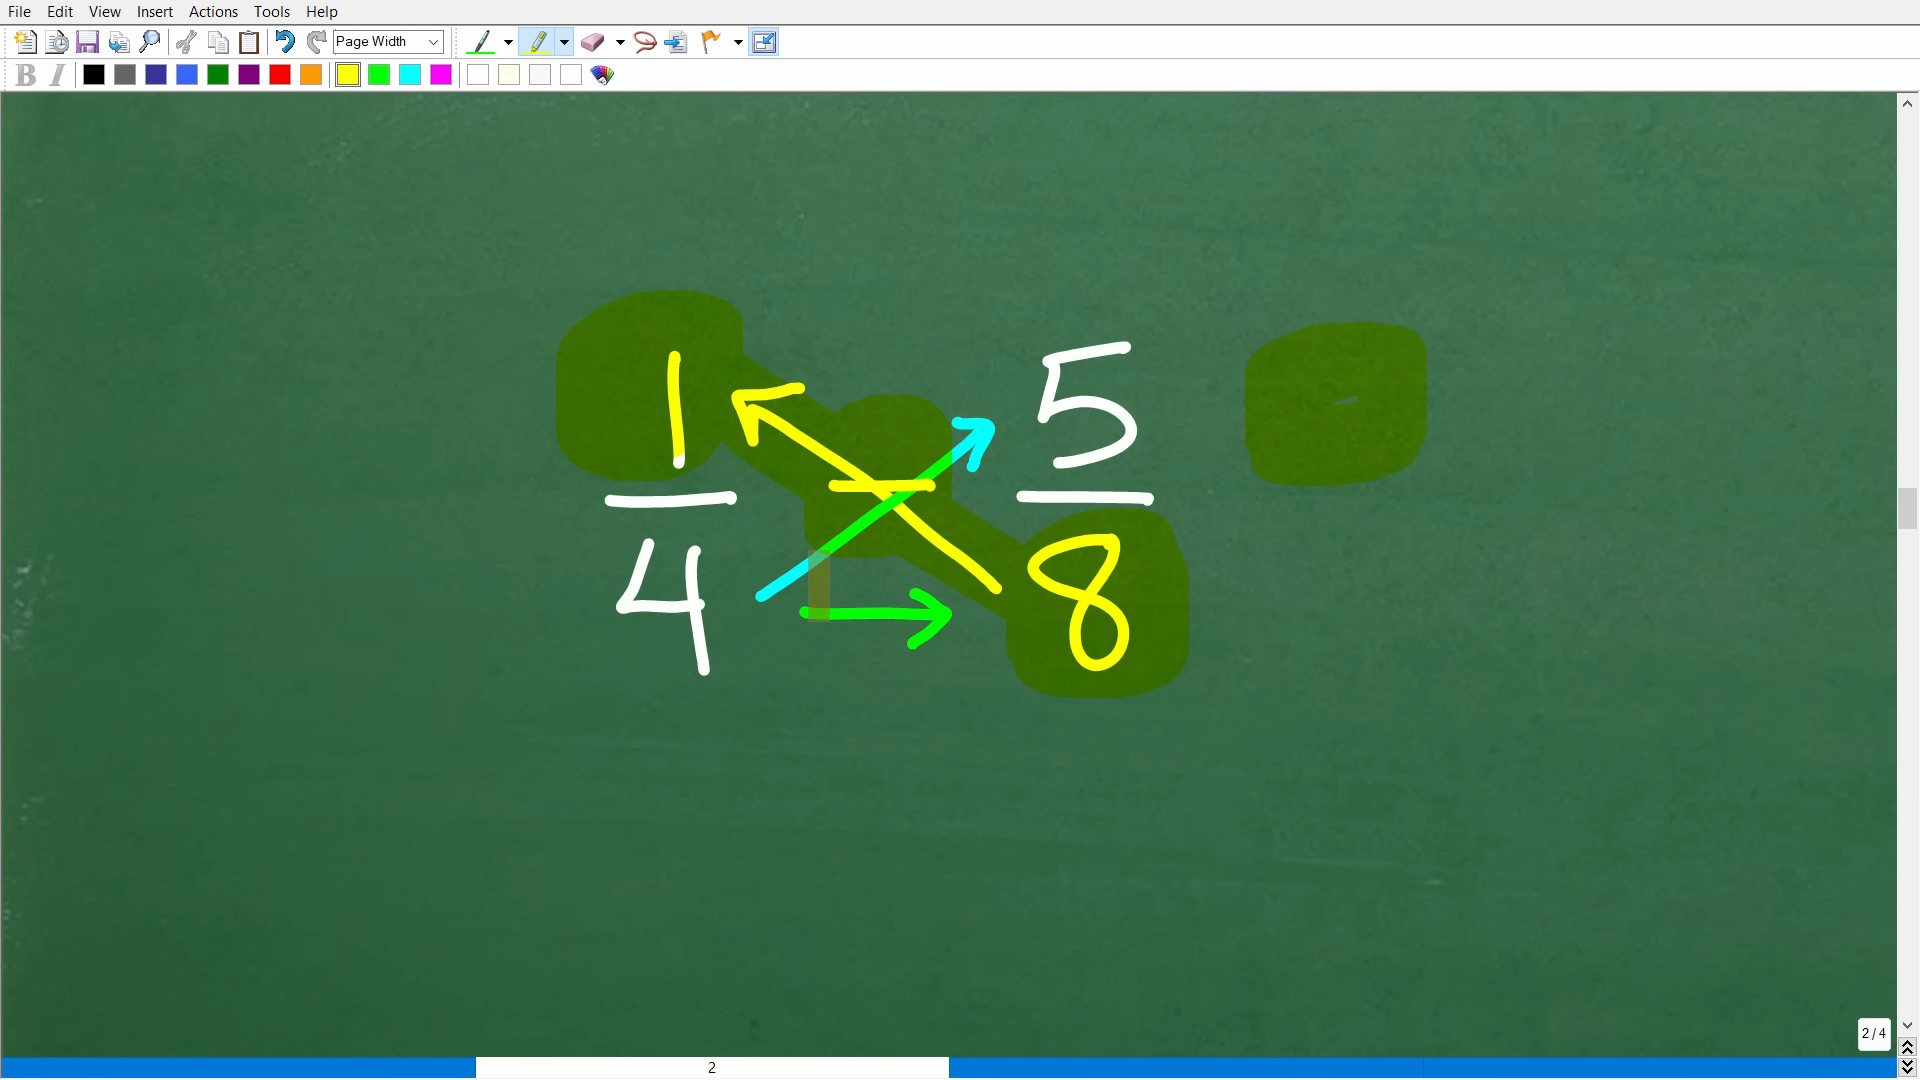 File Edit View Insert Actions Tools Help
Page Width
B I
1/4 - 5/8
2 / 4
2